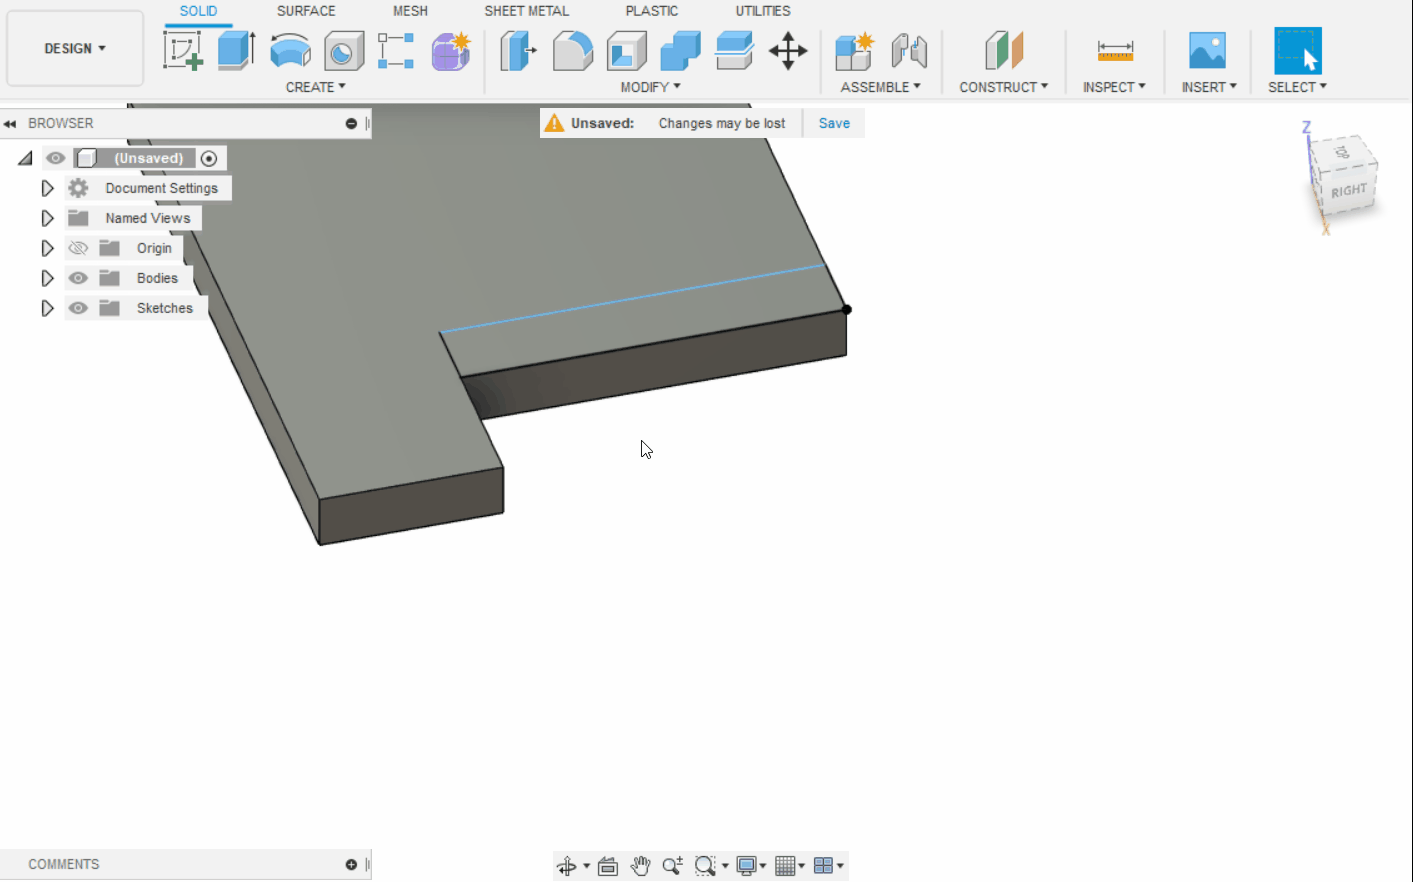 SOLID SURFACE MESH SHEET METAL PLASTIC UTILITIES
DESIGN
CREATE MODIFY ASSEMBLE CONSTRUCT INSPECT INSERT SELECT
BROWSER
Unsaved: Changes may be lost Save
(Unsaved)
Document Settings
Named Views
Origin
Bodies
Sketches
Z
TOP
RIGHT
X
COMMENTS